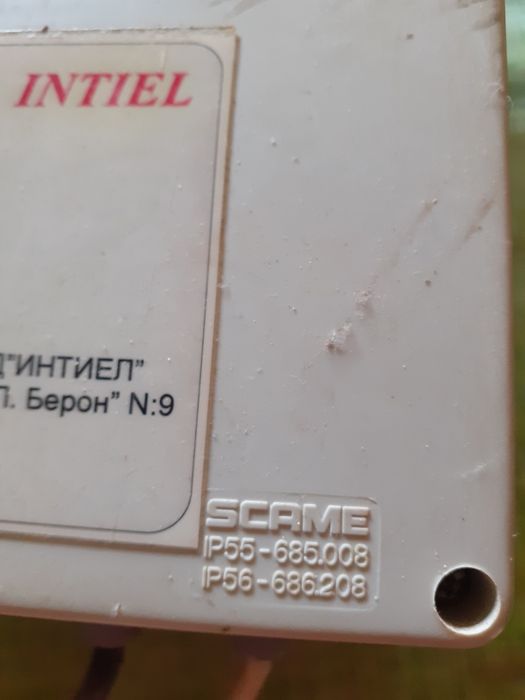 INTIEL
Д"ИНТИЕЛ"
П. Берон" N:9
SCAME
IP55-685.008
IP56-686.208